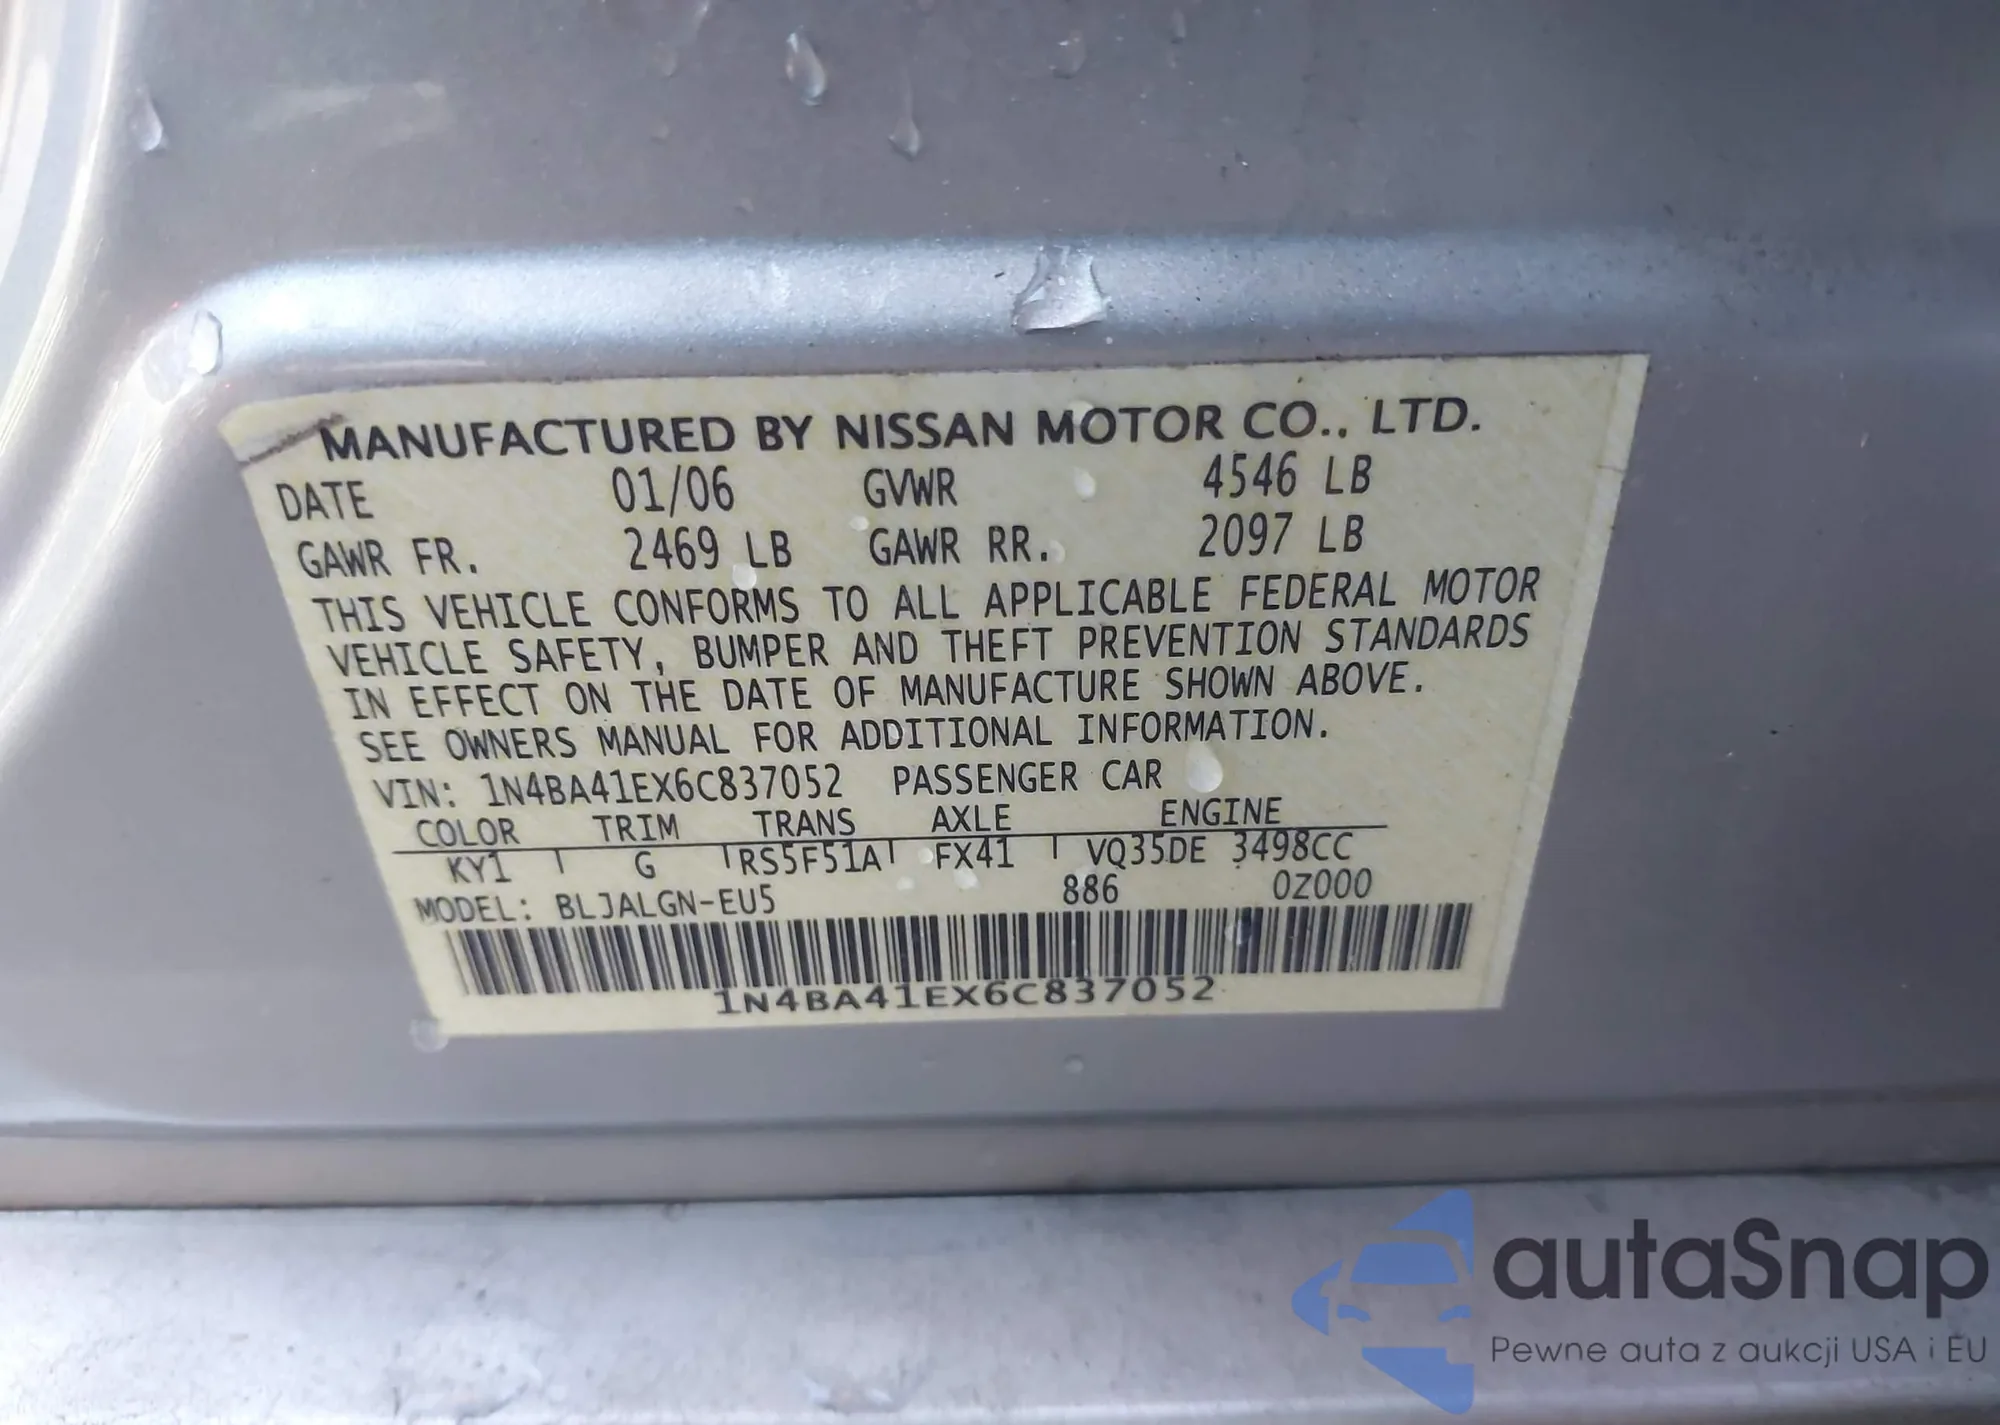 MANUFACTURED BY NISSAN MOTOR CO., LTD.
DATE 01/06 GVWR 4546 LB
GAWR FR. 2469 LB GAWR RR. 2097 LB
THIS VEHICLE CONFORMS TO ALL APPLICABLE FEDERAL MOTOR
VEHICLE SAFETY, BUMPER AND THEFT PREVENTION STANDARDS
IN EFFECT ON THE DATE OF MANUFACTURE SHOWN ABOVE.
SEE OWNERS MANUAL FOR ADDITIONAL INFORMATION.
VIN: 1N4BA41EX6C837052 PASSENGER CAR
COLOR TRIM TRANS AXLE ENGINE
KY1 G RS5F51A FX41 VQ35DE 3498CC
MODEL: BLJALGN-EU5 886 0Z000
1N4BA41EX6C837052
autaSnap
Pewne auta z aukcji USA i EU